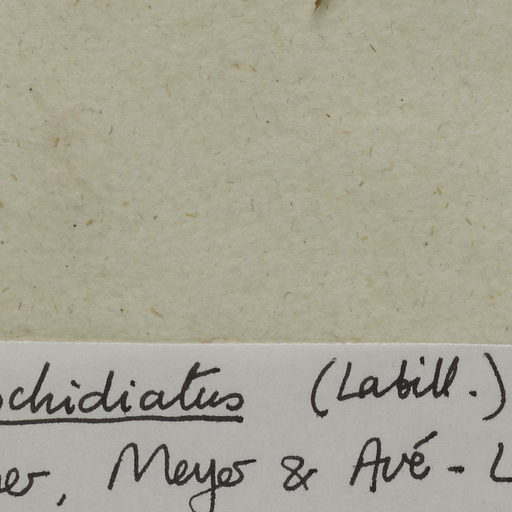 schidiatus (Labill.)
er, Meyer & Avé-L